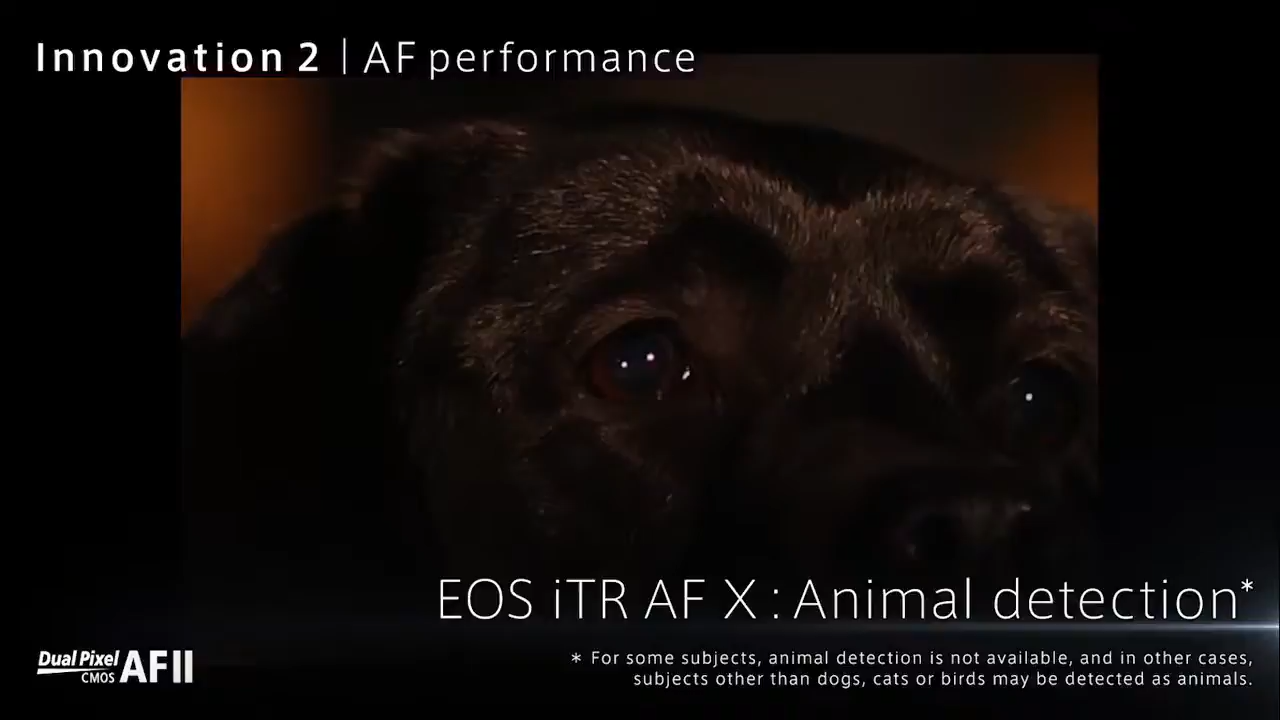 Innovation 2 | AF performance
EOS iTR AF X : Animal detection*
Dual Pixel
CMOS AF II
* For some subjects, animal detection is not available, and in other cases,
subjects other than dogs, cats or birds may be detected as animals.